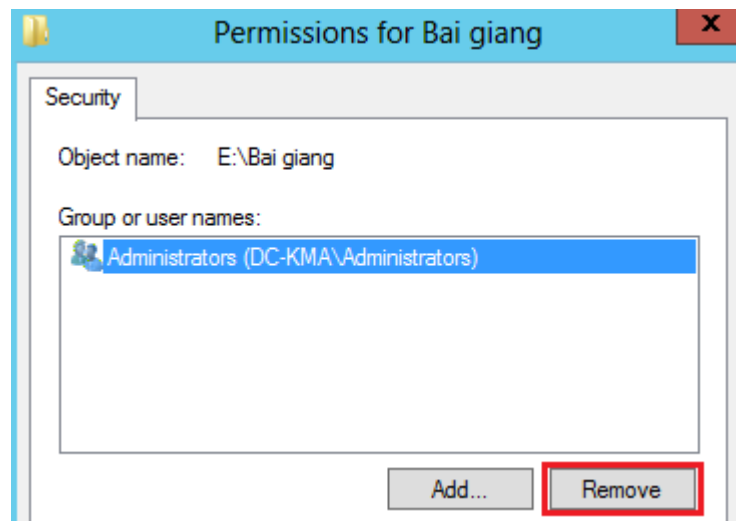 Permissions for Bai giang
x
Security
Object name: E:\Bai giang
Group or user names:
Administrators (DC-KMA\Administrators)
Add... Remove